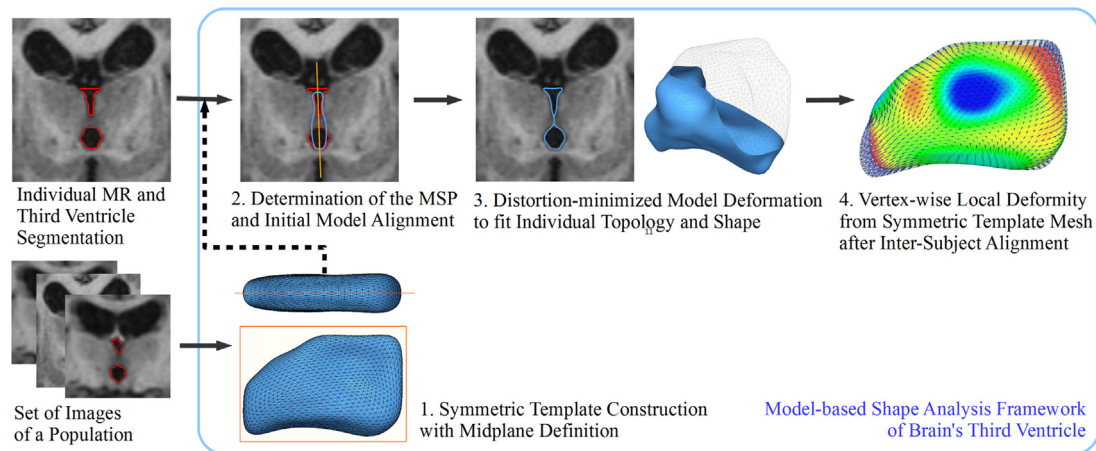 Individual MR and
Third Ventricle
Segmentation
2. Determination of the MSP
and Initial Model Alignment
3. Distortion-minimized Model Deformation
to fit Individual Topology and Shape
11
4. Vertex-wise Local Deformity
from Symmetric Template Mesh
after Inter-Subject Alignment
Set of Images
of a Population
1. Symmetric Template Construction
with Midplane Definition
Model-based Shape Analysis Framework
of Brain's Third Ventricle